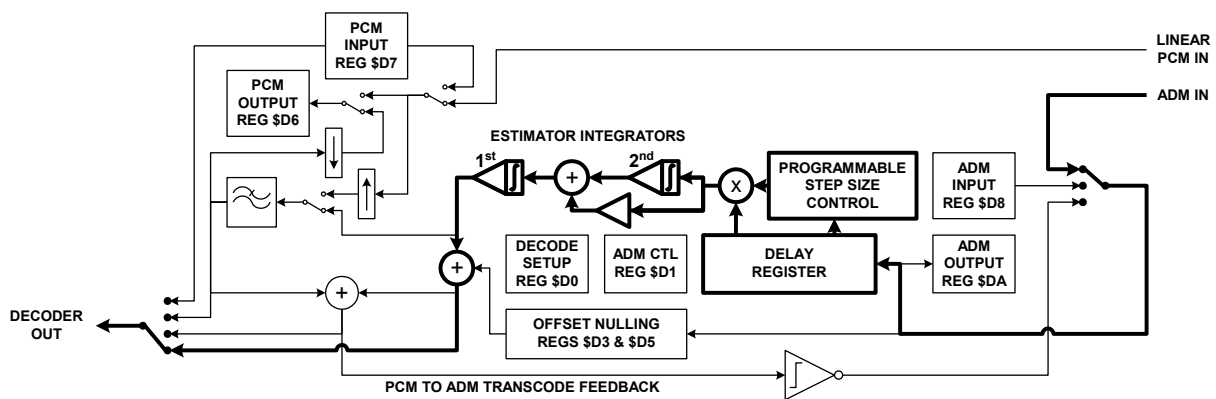 PCM
INPUT
REG $D7
LINEAR
PCM IN
PCM
OUTPUT
REG $D6
ADM IN
ESTIMATOR INTEGRATORS
1st
2nd
+
X
PROGRAMMABLE
STEP SIZE
CONTROL
ADM
INPUT
REG $D8
DECODE
SETUP
REG $D0
ADM CTL
REG $D1
DELAY
REGISTER
ADM
OUTPUT
REG $DA
+
+
DECODER
OUT
OFFSET NULLING
REGS $D3 & $D5
PCM TO ADM TRANSCODE FEEDBACK